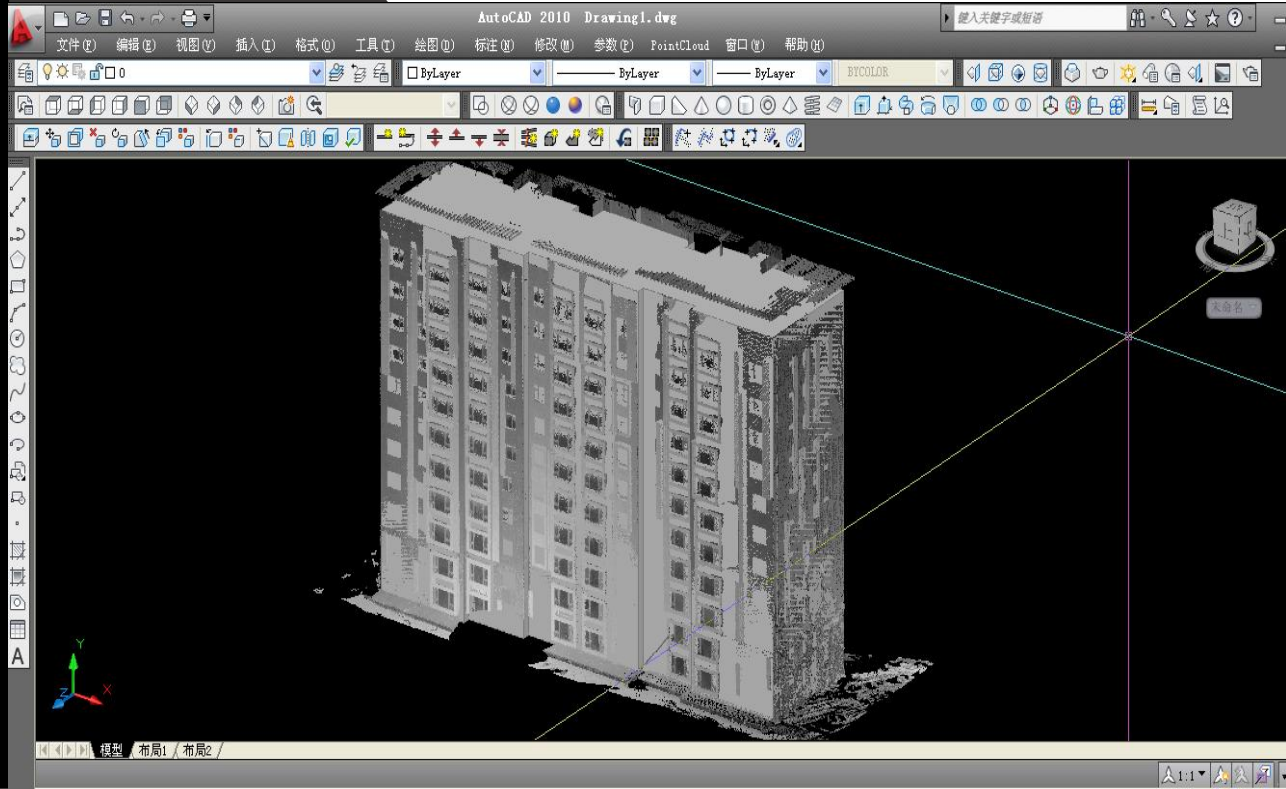 AutoCAD 2010 Drawing1.dwg
键入关键字或短语
文件(F) 编辑(E) 视图(V) 插入(I) 格式(O) 工具(T) 绘图(D) 标注(N) 修改(M) 参数(P) PointCloud 窗口(W) 帮助(H)
0 ByLayer ByLayer ByLayer BYCOLOR
未命名
A
Y
Z X
模型 布局1 布局2
1:1